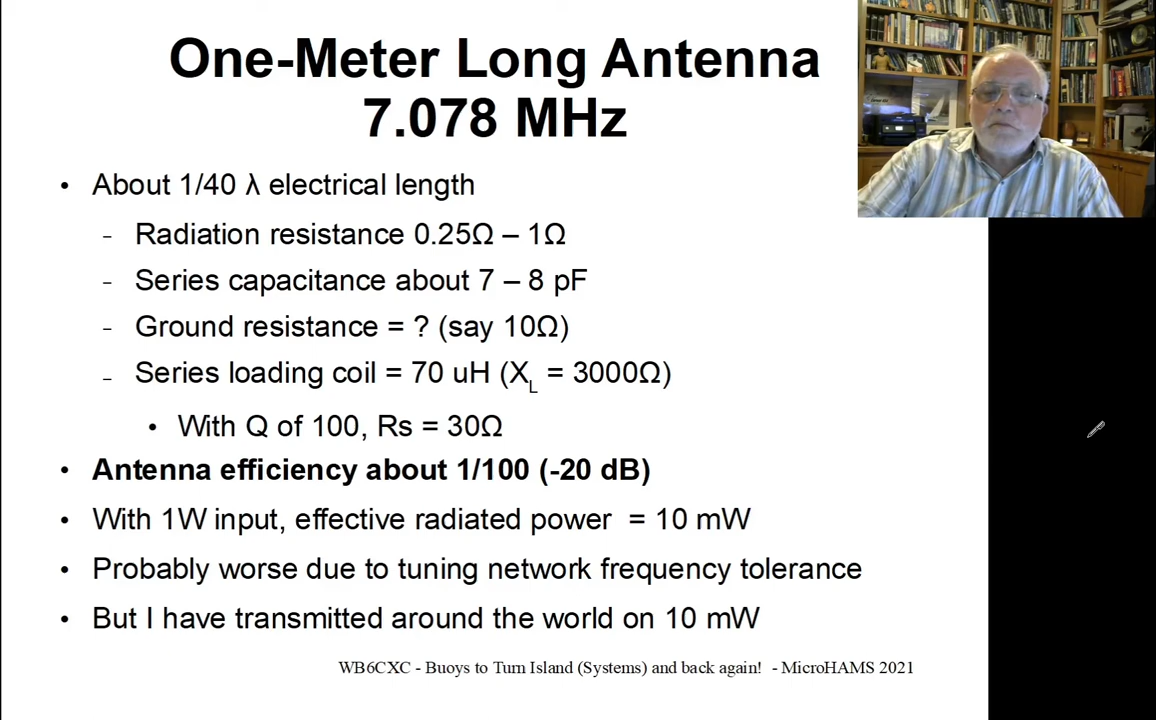 One-Meter Long Antenna
7.078 MHz
• About 1/40 λ electrical length
– Radiation resistance 0.25Ω – 1Ω
– Series capacitance about 7 – 8 pF
– Ground resistance = ? (say 10Ω)
– Series loading coil = 70 uH (XL = 3000Ω)
• With Q of 100, Rs = 30Ω
• Antenna efficiency about 1/100 (-20 dB)
• With 1W input, effective radiated power  = 10 mW
• Probably worse due to tuning network frequency tolerance
• But I have transmitted around the world on 10 mW
WB6CXC - Buoys to Turn Island (Systems) and back again!  - MicroHAMS 2021